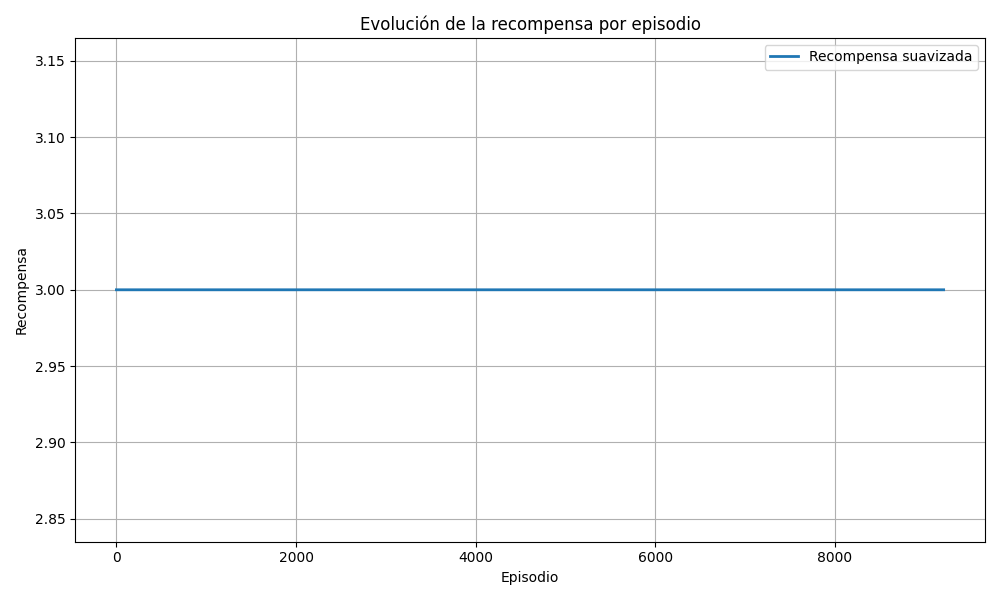 Evolución de la recompensa por episodio
Recompensa suavizada
3.15
3.10
3.05
3.00
2.95
2.90
2.85
Recompensa
0 2000 4000 6000 8000
Episodio